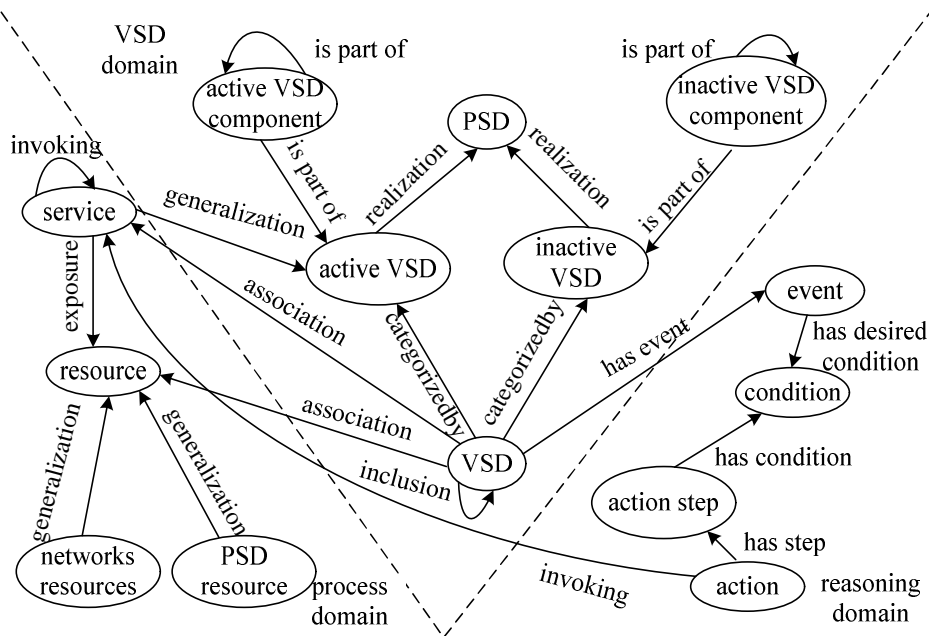 VSD
domain
is part of
is part of
active VSD
component
inactive VSD
component
PSD
invoking
is part of
realization
realization
is part of
service
generalization
active VSD
inactive
VSD
exposure
association
event
categorizedby
categorizedby
has event
has desired
condition
resource
condition
generalization
generalization
association
inclusion
VSD
has condition
action step
networks
resources
PSD
resource
process
domain
invoking
has step
action
reasoning
domain